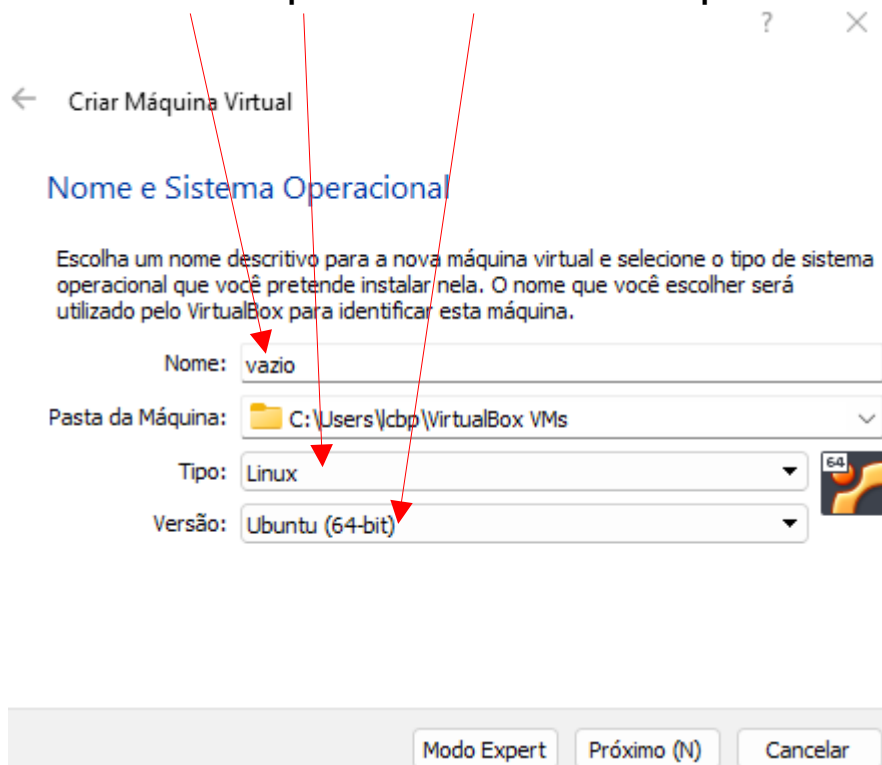 ?
Criar Máquina Virtual
Nome e Sistema Operacional
Escolha um nome descritivo para a nova máquina virtual e selecione o tipo de sistema
operacional que você pretende instalar nela. O nome que você escolher será
utilizado pelo VirtualBox para identificar esta máquina.
Nome: vazio
Pasta da Máquina: C:\Users\lcbp\VirtualBox VMs
Tipo: Linux
64
Versão: Ubuntu (64-bit)
Modo Expert Próximo (N) Cancelar